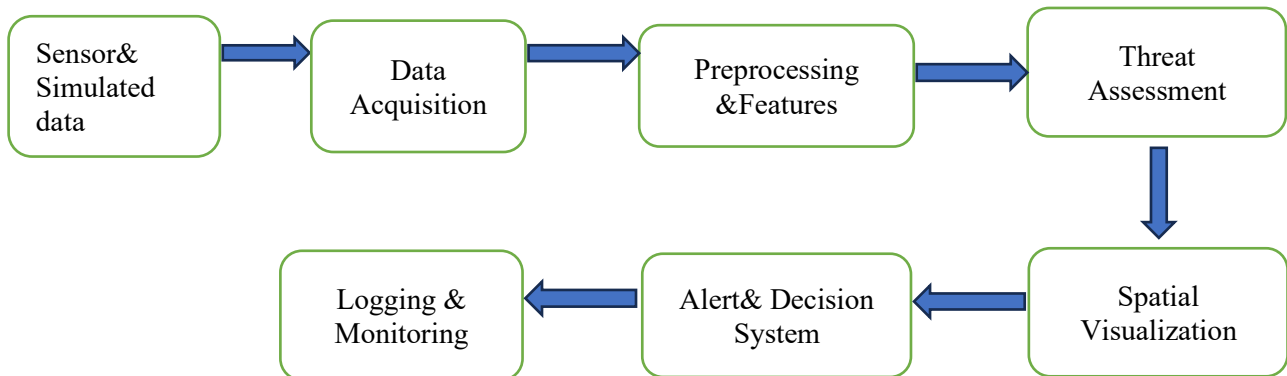 Sensor&
Simulated
data
Data
Acquisition
Preprocessing
&Features
Threat
Assessment
Spatial
Visualization
Alert& Decision
System
Logging &
Monitoring